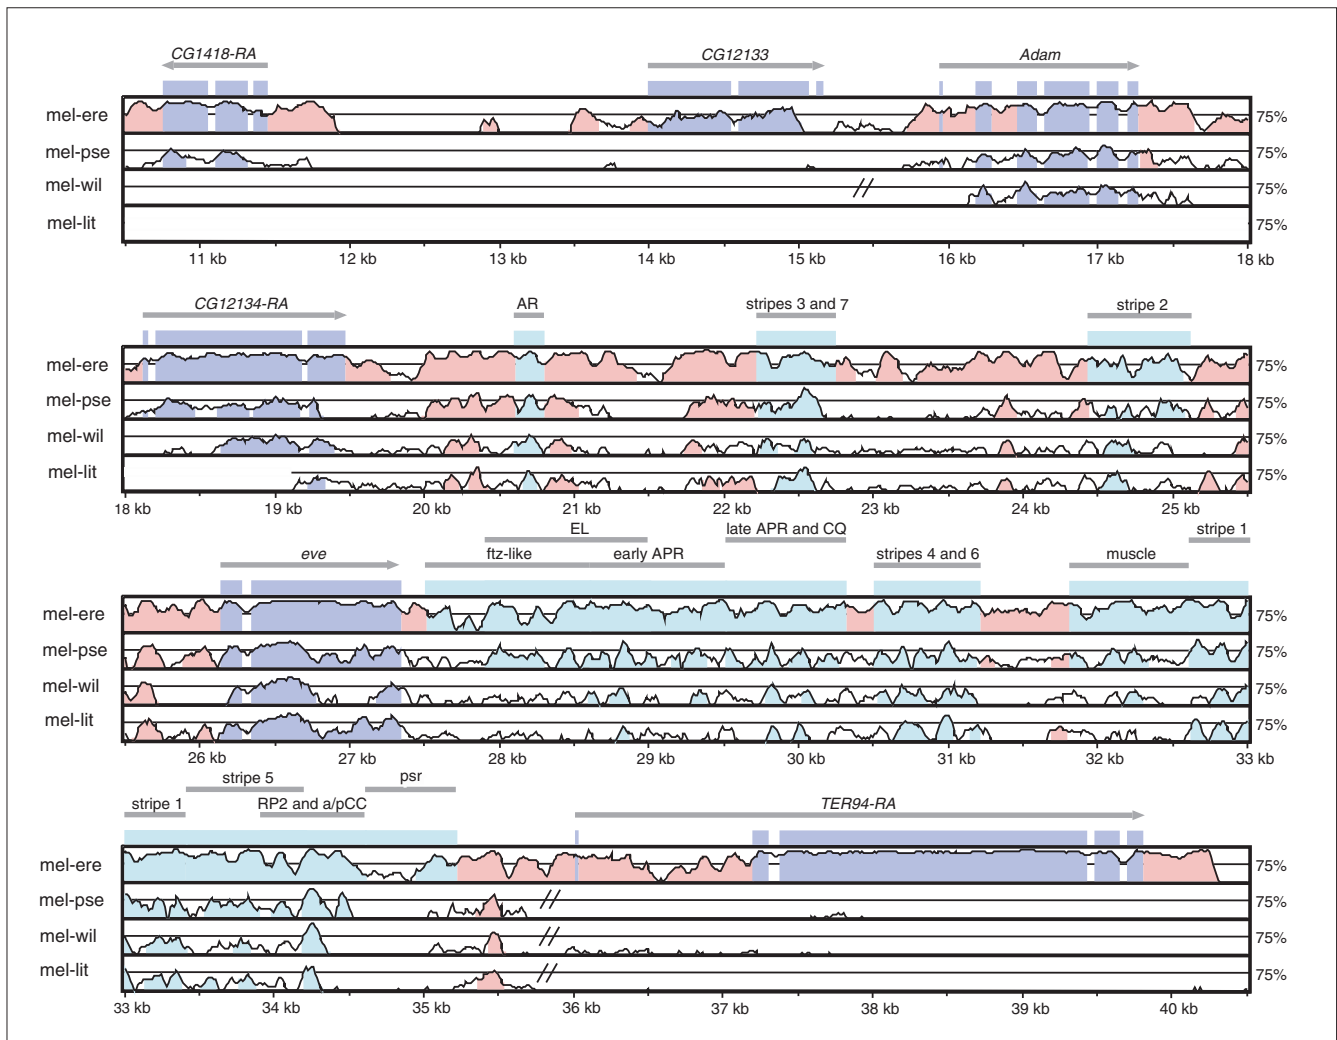 CG1418-RA CG12133 Adam
mel-ere 75%
mel-pse 75%
mel-wil 75%
mel-lit 75%
11 kb 12 kb 13 kb 14 kb 15 kb 16 kb 17 kb 18 kb
CG12134-RA AR stripes 3 and 7 stripe 2
mel-ere 75%
mel-pse 75%
mel-wil 75%
mel-lit 75%
18 kb 19 kb 20 kb 21 kb 22 kb 23 kb 24 kb 25 kb
EL late APR and CQ stripe 1
eve ftz-like early APR stripes 4 and 6 muscle
mel-ere 75%
mel-pse 75%
mel-wil 75%
mel-lit 75%
26 kb 27 kb 28 kb 29 kb 30 kb 31 kb 32 kb 33 kb
stripe 5 psr
stripe 1 RP2 and a/pCC TER94-RA
mel-ere 75%
mel-pse 75%
mel-wil 75%
mel-lit 75%
33 kb 34 kb 35 kb 36 kb 37 kb 38 kb 39 kb 40 kb